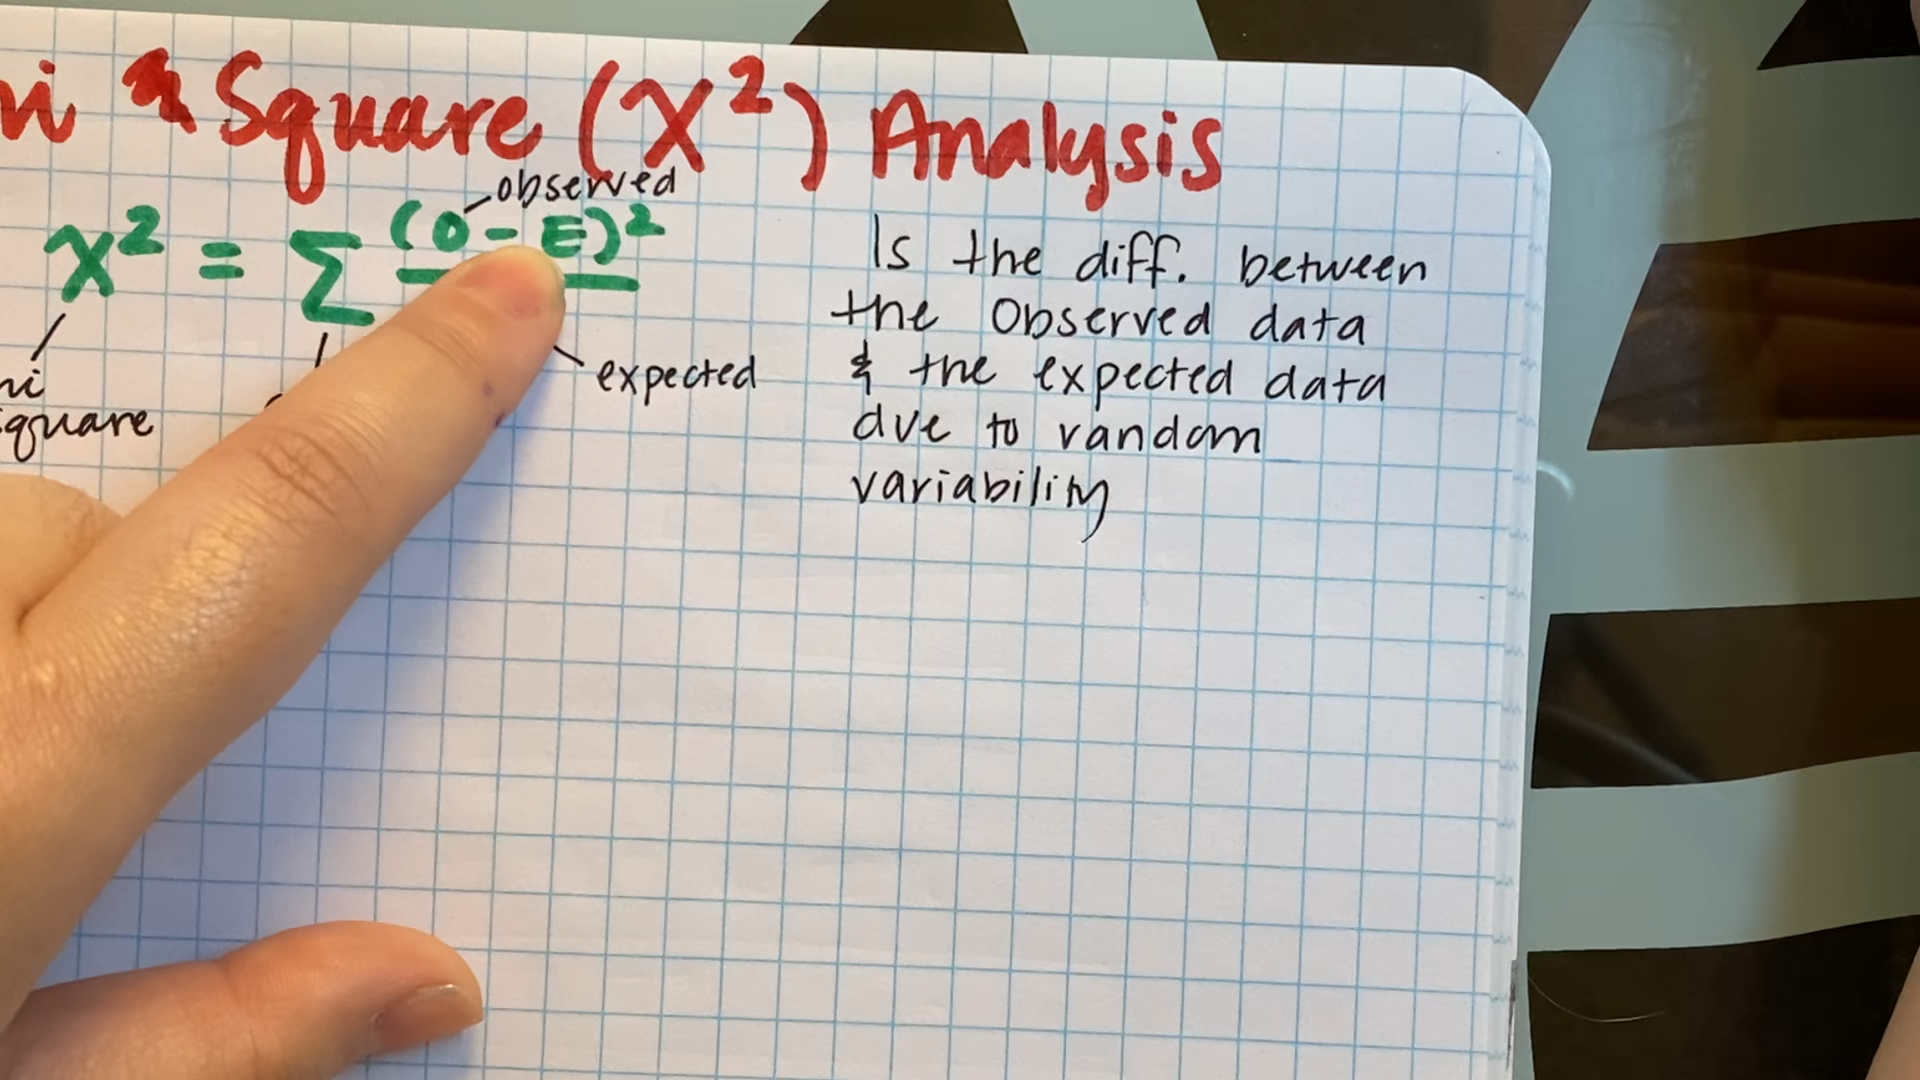 Square (X²) Analysis
observed
X² = Σ (O - E)²
expected
square
Is the diff. between
the Observed data
& the expected data
due to random
variability